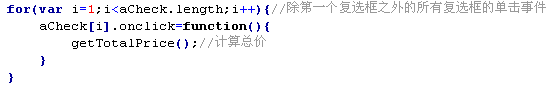 for(var i=1;i<aCheck.length;i++){//除第一个复选框之外的所有复选框的单击事件
    aCheck[i].onclick=function(){
        getTotalPrice();//计算总价
    }
}